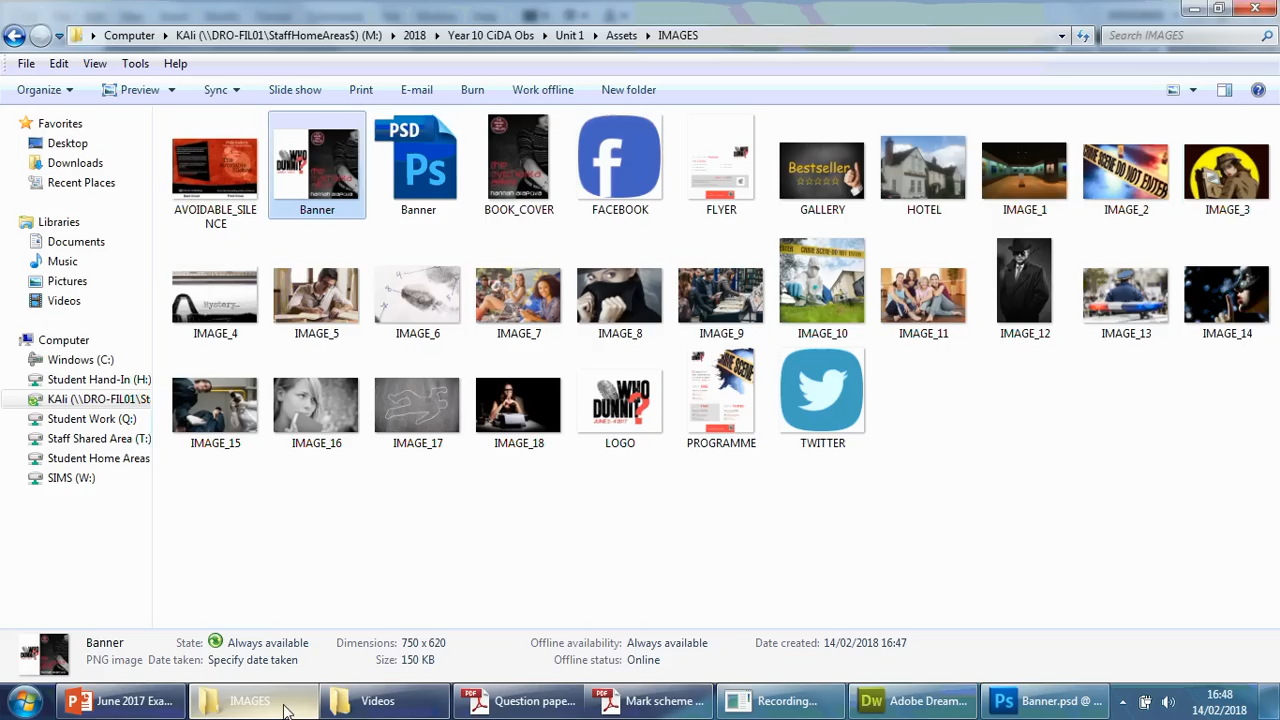 Computer ▸ KAli (\\DRO-FIL01\StaffHomeAreas$) (M:) ▸ 2018 ▸ Year 10 CiDA Obs ▸ Unit 1 ▸ Assets ▸ IMAGES
Search IMAGES
File Edit View Tools Help
Organize Preview Sync Slide show Print E-mail Burn Work offline New folder
Favorites
Desktop
Downloads
Recent Places
Libraries
Documents
Music
Pictures
Videos
Computer
Windows (C:)
Student Hand-In (H:)
KAli (\\DRO-FIL01\St
Student Work (Q:)
Staff Shared Area (T:)
Student Home Areas
SIMS (W:)
PSD
Ps
Bestseller
AVOIDABLE_SILE
NCE
Banner Banner BOOK_COVER FACEBOOK FLYER GALLERY HOTEL IMAGE_1 IMAGE_2 IMAGE_3
Mystery...
IMAGE_4 IMAGE_5 IMAGE_6 IMAGE_7 IMAGE_8 IMAGE_9 IMAGE_10 IMAGE_11 IMAGE_12 IMAGE_13 IMAGE_14
WHO
DUNNIT?
IMAGE_15 IMAGE_16 IMAGE_17 IMAGE_18 LOGO PROGRAMME TWITTER
Banner State: Always available Dimensions: 750 x 620 Offline availability: Always available Date created: 14/02/2018 16:47
PNG image Date taken: Specify date taken Size: 150 KB Offline status: Online
June 2017 Exa... IMAGES Videos Question pape... Mark scheme ... Recording... Adobe Dream... Banner.psd @ ...
16:48
14/02/2018